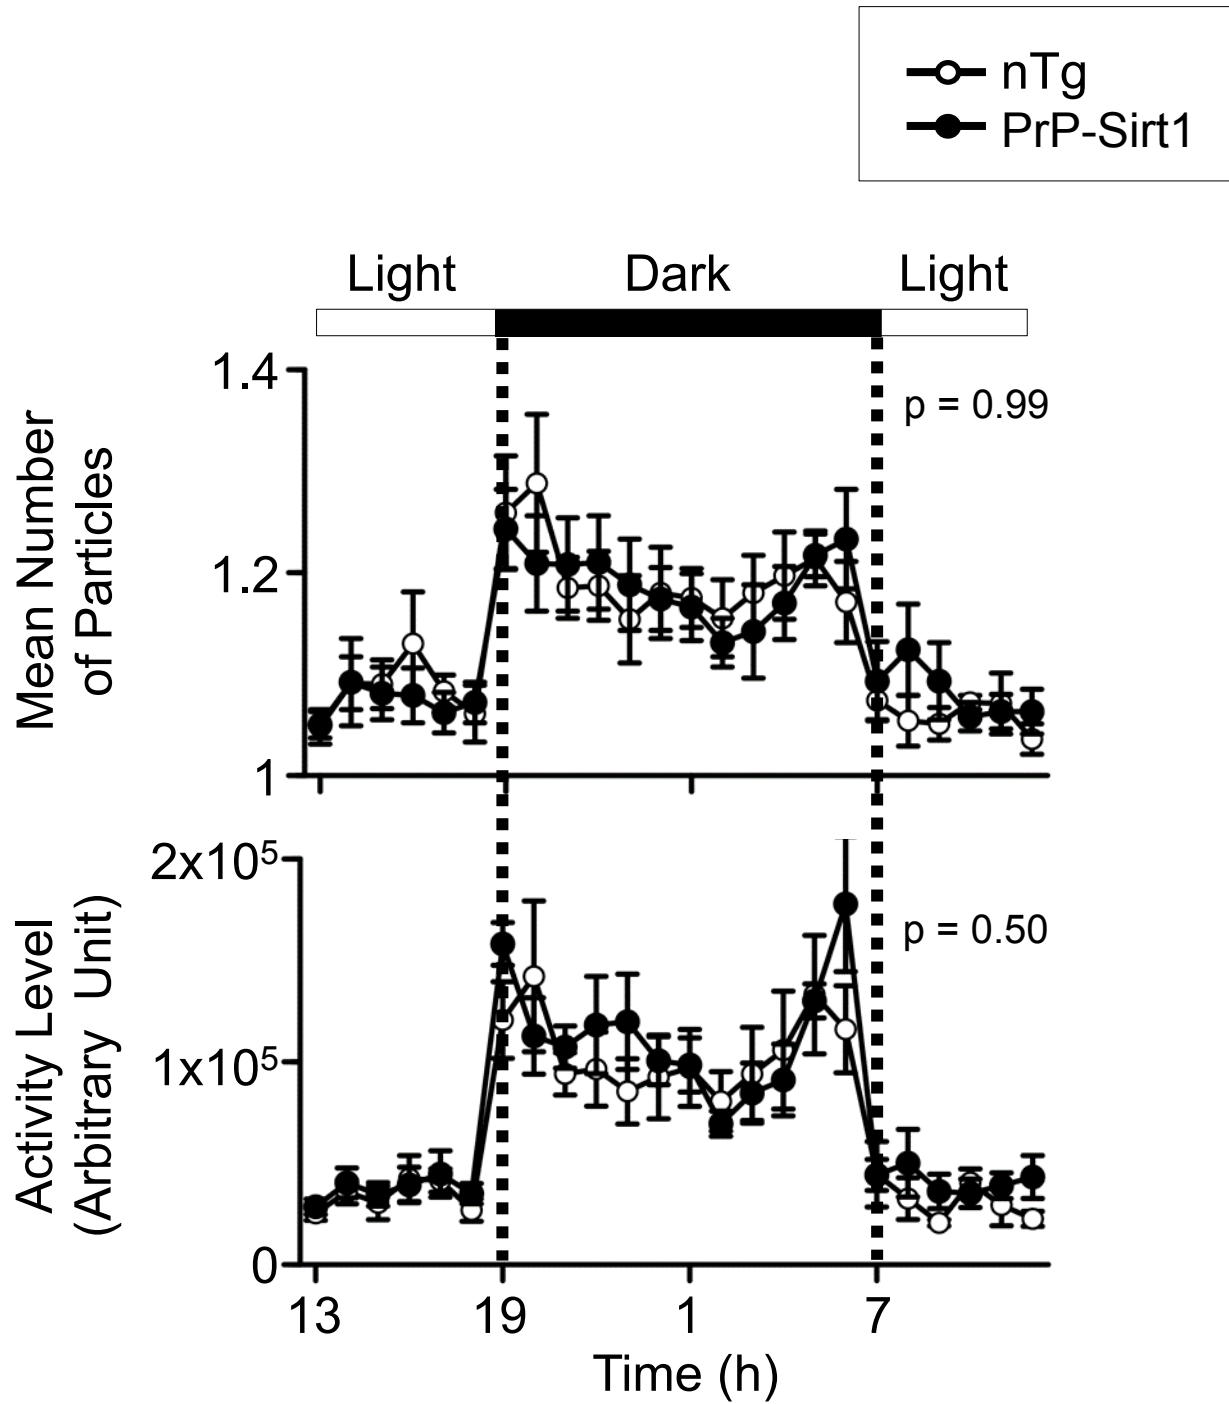 nTg
PrP-Sirt1
Light Dark Light
1.4
1.2
1
Mean Number
of Particles
p = 0.99
2x10⁵
1x10⁵
0
Activity Level
(Arbitrary Unit)
p = 0.50
13 19 1 7
Time (h)